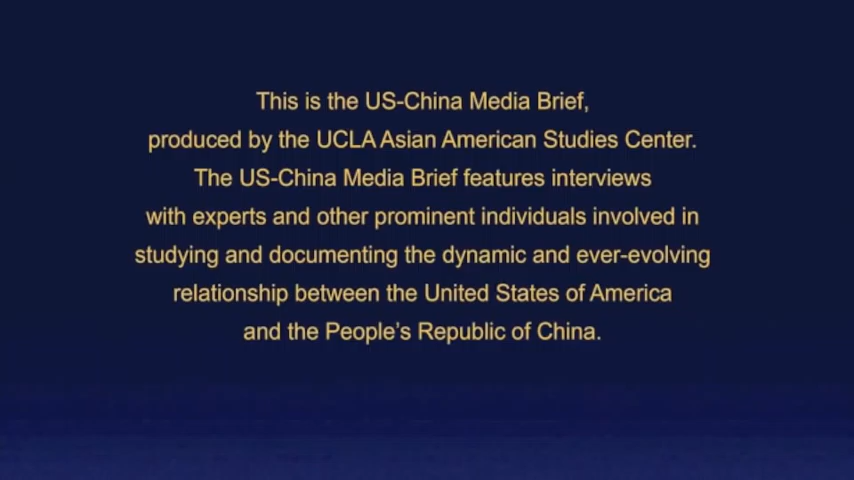 This is the US-China Media Brief,
produced by the UCLA Asian American Studies Center.
The US-China Media Brief features interviews
with experts and other prominent individuals involved in
studying and documenting the dynamic and ever-evolving
relationship between the United States of America
and the People’s Republic of China.